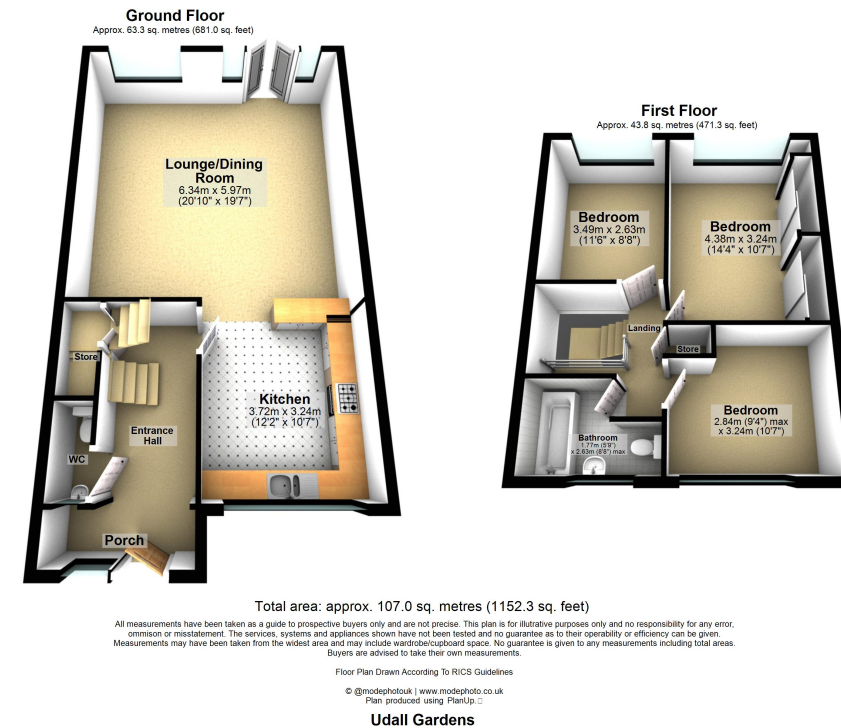 Ground Floor
Approx. 63.3 sq. metres (681.0 sq. feet)
Lounge/Dining
Room
6.34m x 5.97m
(20'10" x 19'7")
Store
Kitchen
3.72m x 3.24m
(12'2" x 10'7")
Entrance
Hall
WC
Porch
First Floor
Approx. 43.8 sq. metres (471.3 sq. feet)
Bedroom
3.49m x 2.63m
(11'6" x 8'8")
Bedroom
4.38m x 3.24m
(14'4" x 10'7")
Landing
Store
Bedroom
2.84m (9'4") max
x 3.24m (10'7")
Bathroom
1.77m (5'9")
x 2.63m (8'8") max
Total area: approx. 107.0 sq. metres (1152.3 sq. feet)
All measurements have been taken as a guide to prospective buyers only and are not precise. This plan is for illutrative purposes only and no responsibility for any error,
ommison or misstatement. The services, systems and appliances shown have not been tested and no guarantee as to their operability or efficiency can be given.
Measurements may have been taken from the widest area and may include wardrobe/cupboard space. No guarantee is given to any measurements including total areas.
Buyers are advised to take their own measurements.
Floor Plan Drawn According To RICS Guidelines
© @modephotouk | www.modephoto.co.uk
Plan produced using PlanUp.
Udall Gardens